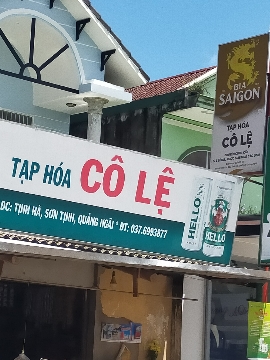 BIA
SAIGON
TẠP HÓA
CÔ LỆ
TẠP HÓA
CÔ LỆ
ĐC: TỊNH HÀ, SƠN TỊNH, QUẢNG NGÃI * ĐT: 037.6993877
HELLO
HELLO